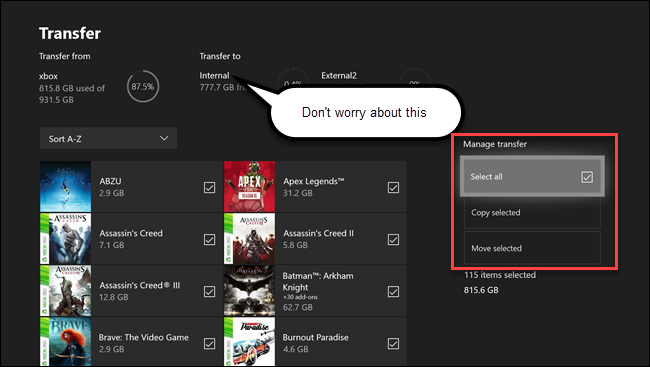 Transfer
Transfer from
Transfer to
xbox
815.8 GB used of
931.5 GB
87.5%
Internal
777.7 GB
0.4%
External2
0%
Don't worry about this
Sort A-Z
Manage transfer
Select all
Copy selected
Move selected
115 items selected
815.6 GB
ABZU
2.9 GB
Apex Legends™
31.2 GB
Assassin's Creed
7.1 GB
Assassin's Creed II
5.8 GB
Assassin's Creed® III
12.8 GB
Batman™: Arkham
Knight
+30 add-ons
62.7 GB
Brave: The Video Game
2.9 GB
Burnout Paradise
4.6 GB